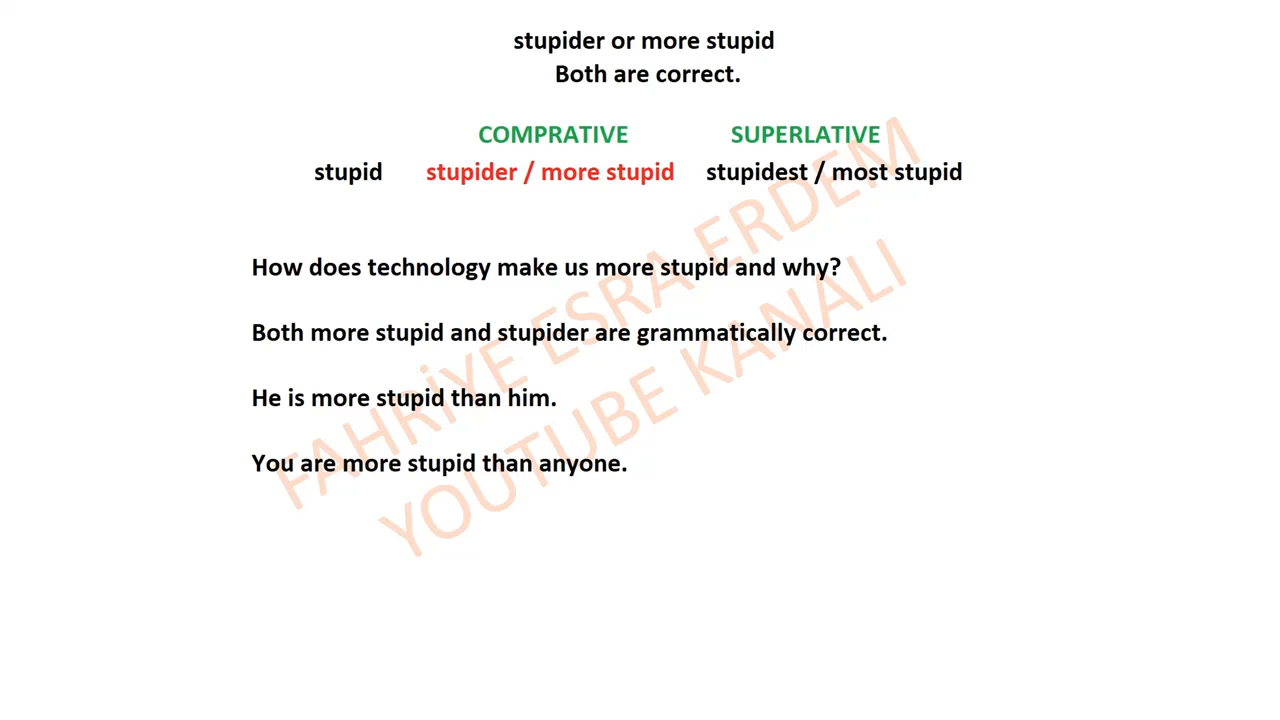 stupider or more stupid
Both are correct.
COMPRATIVE SUPERLATIVE
stupid stupider / more stupid stupidest / most stupid
How does technology make us more stupid and why?
Both more stupid and stupider are grammatically correct.
He is more stupid than him.
You are more stupid than anyone.
FAHRİYE ESRA ERDEM
YOUTUBE KANALI